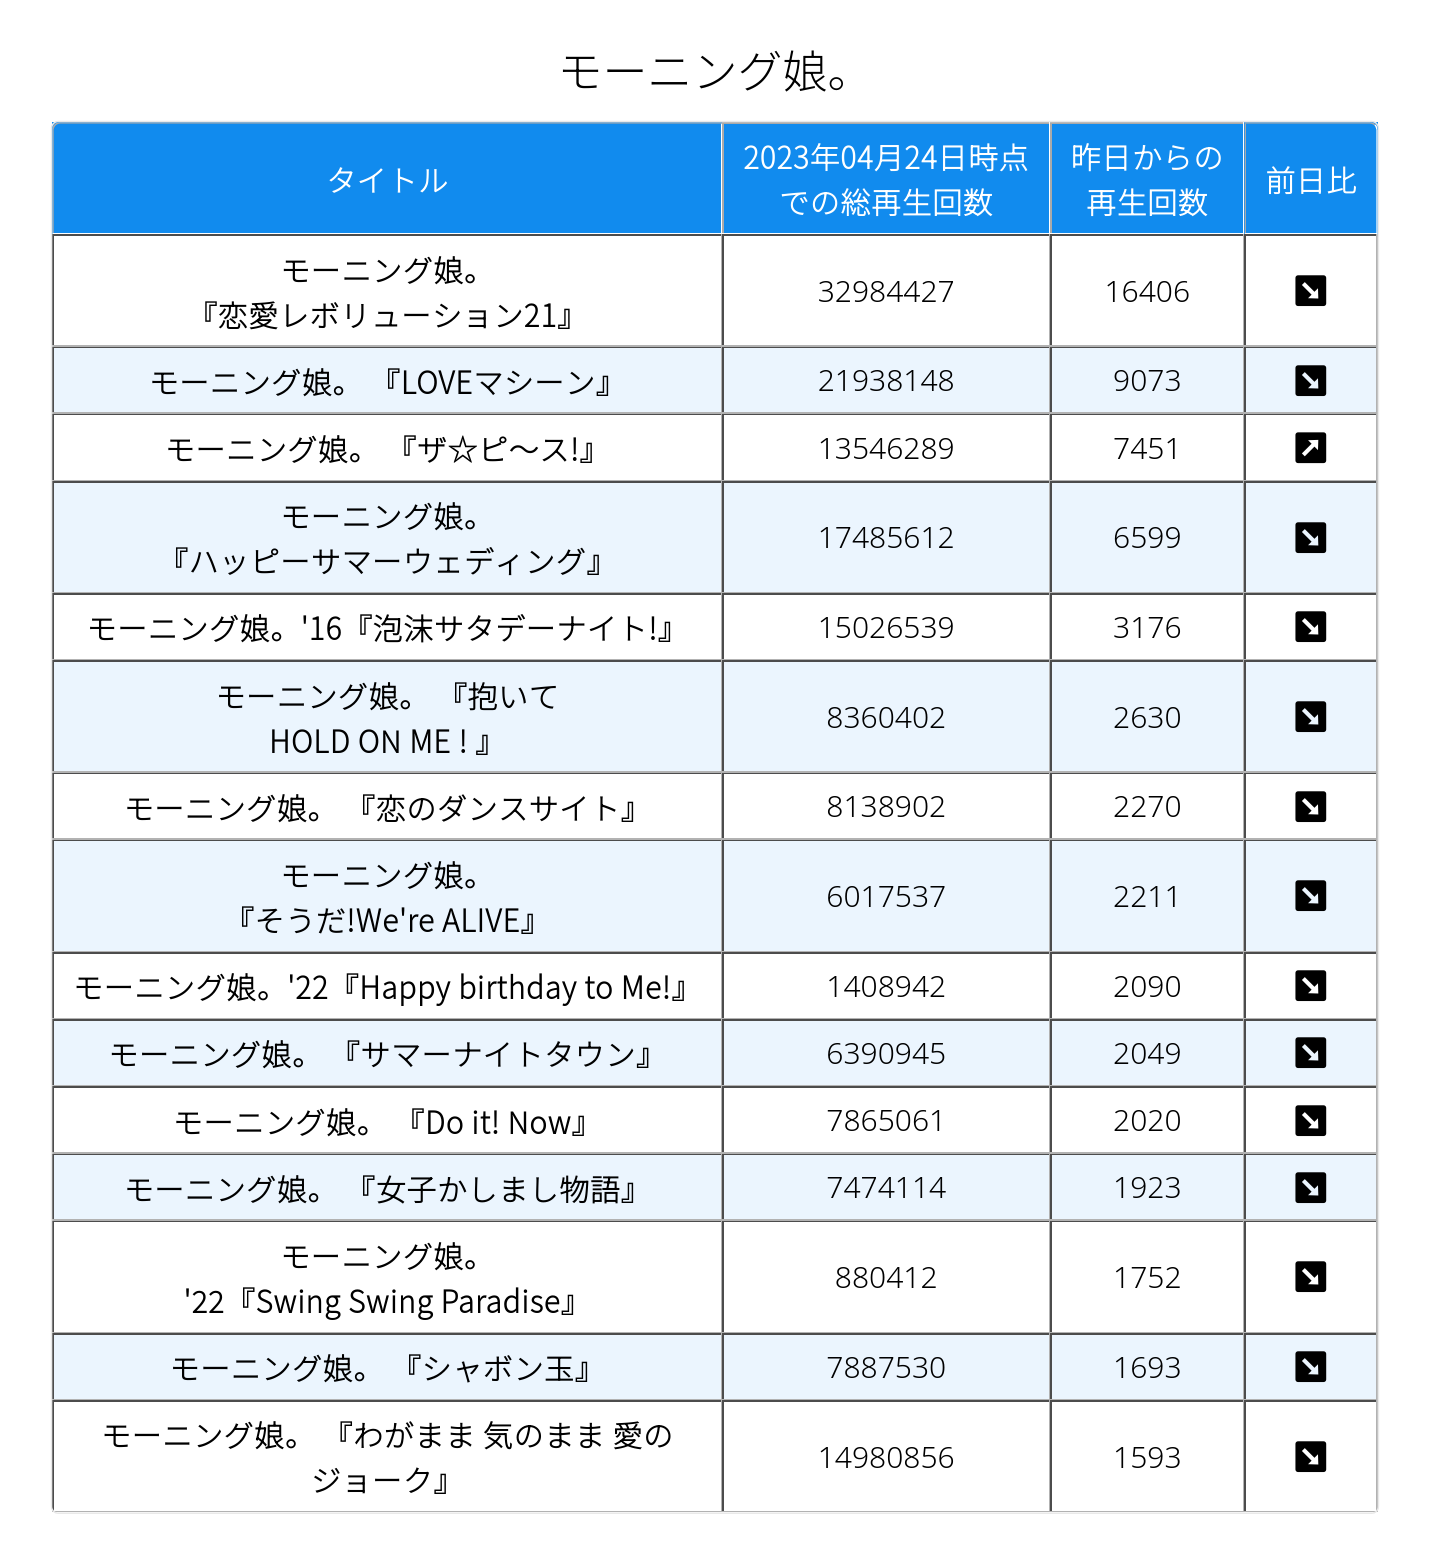 モーニング娘。
タイトル
2023年04月24日時点
での総再生回数
昨日からの
再生回数
前日比
モーニング娘。
『恋愛レボリューション21』
32984427
16406
モーニング娘。 『LOVEマシーン』
21938148
9073
モーニング娘。 『ザ☆ピ〜ス!』
13546289
7451
モーニング娘。
『ハッピーサマーウェディング』
17485612
6599
モーニング娘。'16『泡沫サタデーナイト!』
15026539
3176
モーニング娘。 『抱いて
HOLD ON ME ! 』
8360402
2630
モーニング娘。 『恋のダンスサイト』
8138902
2270
モーニング娘。
『そうだ!We're ALIVE』
6017537
2211
モーニング娘。'22『Happy birthday to Me!』
1408942
2090
モーニング娘。 『サマーナイトタウン』
6390945
2049
モーニング娘。 『Do it! Now』
7865061
2020
モーニング娘。 『女子かしまし物語』
7474114
1923
モーニング娘。
'22『Swing Swing Paradise』
880412
1752
モーニング娘。 『シャボン玉』
7887530
1693
モーニング娘。 『わがまま 気のまま 愛の
ジョーク』
14980856
1593